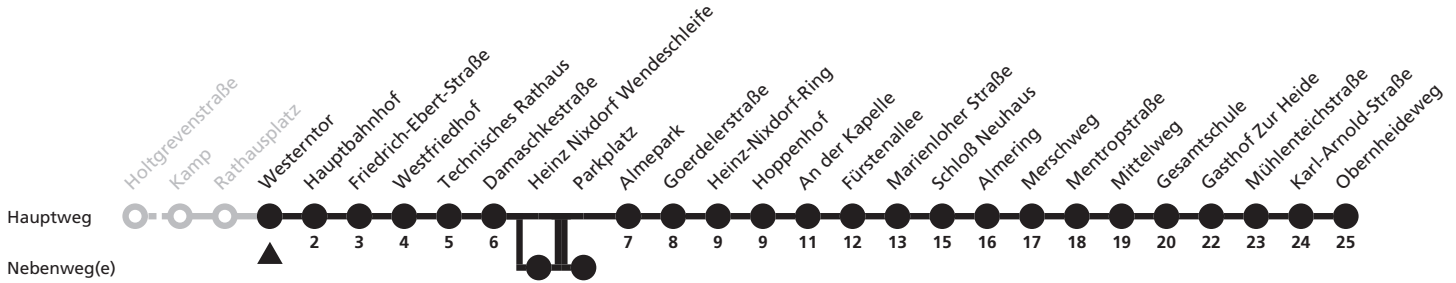 Holtgrevenstraße
Kamp
Rathausplatz
Westerntor
Hauptbahnhof
Friedrich-Ebert-Straße
Westfriedhof
Technisches Rathaus
Damaschkestraße
Heinz Nixdorf Wendeschleife
Parkplatz
Almepark
Goerdelerstraße
Heinz-Nixdorf-Ring
Hoppenhof
An der Kapelle
Fürstenallee
Marienloher Straße
Schloß Neuhaus
Almering
Merschweg
Mentropstraße
Mittelweg
Gesamtschule
Gasthof Zur Heide
Mühlenteichstraße
Karl-Arnold-Straße
Obernheideweg
Hauptweg
2 3 4 5 6 7 8 9 9 11 12 13 15 16 17 18 19 20 22 23 24 25
Nebenweg(e)